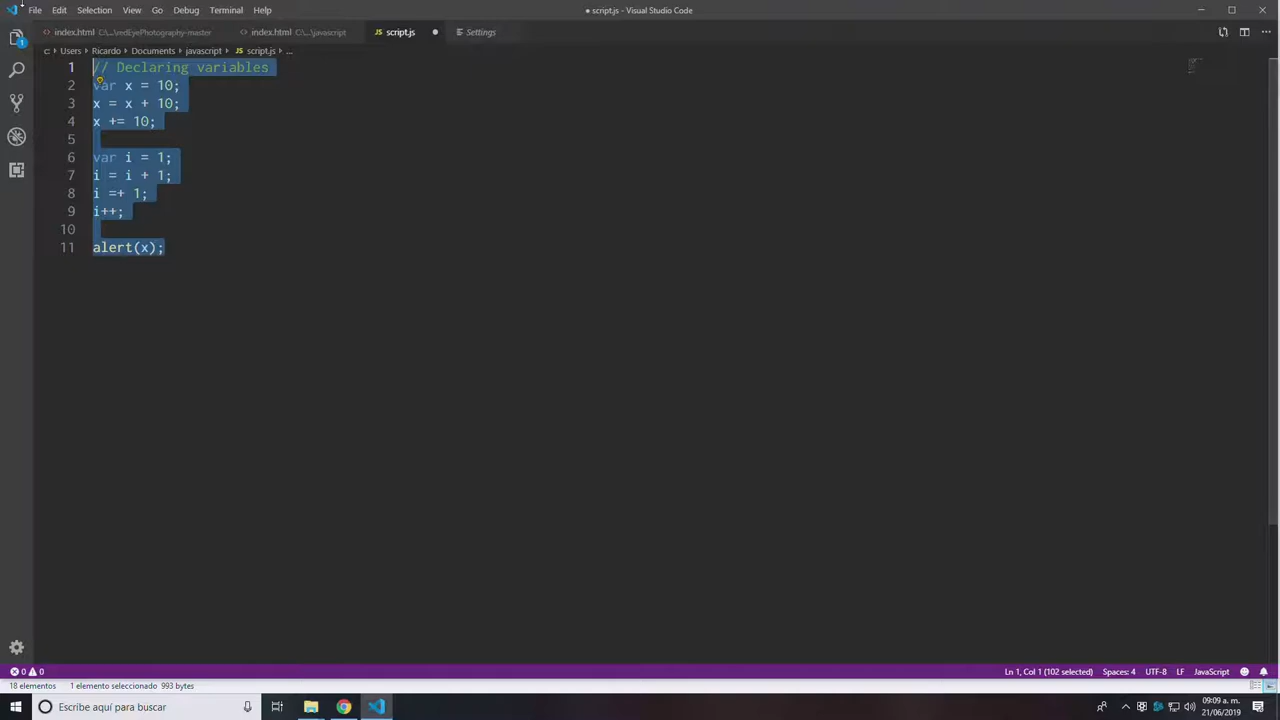 File Edit Selection View Go Debug Terminal Help
● script.js - Visual Studio Code
index.html C:\...\redEyePhotography-master index.html C:\...\javascript JS script.js ● Settings
C: › Users › Ricardo › Documents › javascript › JS script.js › ...
1 // Declaring variables
2 var x = 10;
3 x = x + 10;
4 x += 10;
5
6 var i = 1;
7 i = i + 1;
8 i =+ 1;
9 i++;
10
11 alert(x);
1
0 0 Ln 1, Col 1 (102 selected) Spaces: 4 UTF-8 LF JavaScript
18 elementos 1 elemento seleccionado 993 bytes
Escribe aquí para buscar
09:09 a. m.
21/06/2019